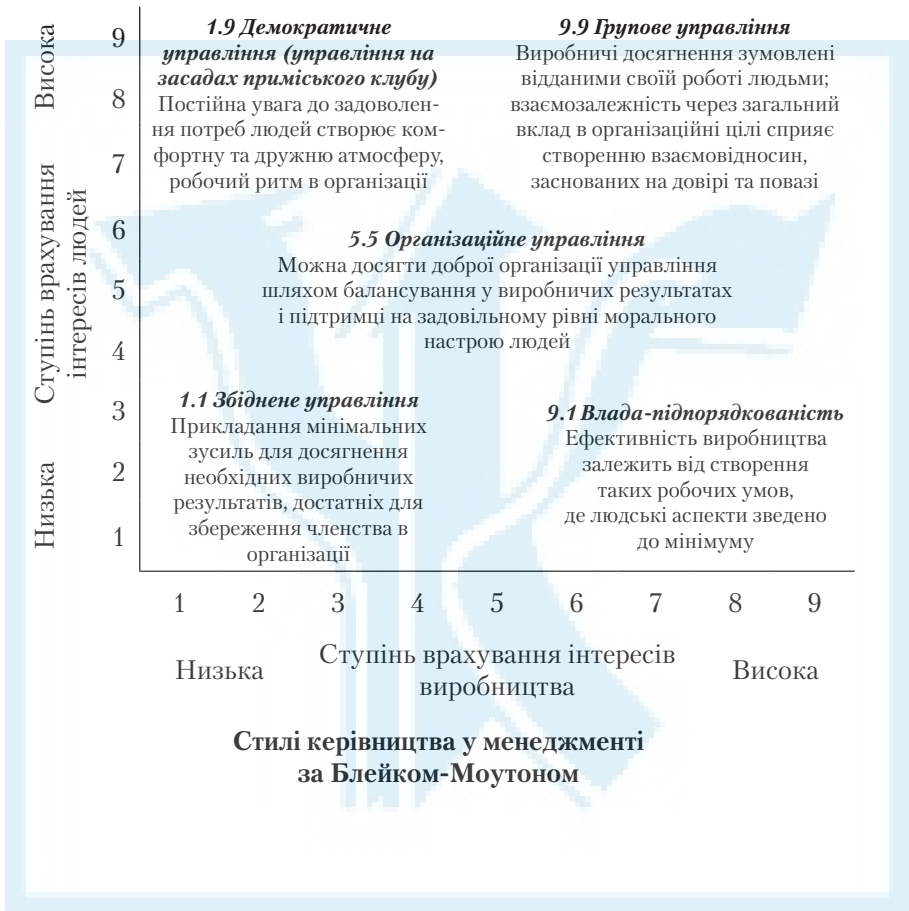 Висока
Ступінь врахування
інтересів людей
Низька
9
8
7
6
5
4
3
2
1
1.9 Демократичне
управління (управління на
засадах приміського клубу)
Постійна увага до задоволен-
ня потреб людей створює ком-
фортну та дружню атмосферу,
робочий ритм в організації
9.9 Групове управління
Виробничі досягнення зумовлені
відданими своїй роботі людьми;
взаємозалежність через загальний
вклад в організаційні цілі сприяє
створенню взаємовідносин,
заснованих на довірі та повазі
5.5 Організаційне управління
Можна досягти доброї організації управління
шляхом балансування у виробничих результатах
і підтримці на задовільному рівні морального
настрою людей
1.1 Збіднене управління
Прикладання мінімальних
зусиль для досягнення
необхідних виробничих
результатів, достатніх для
збереження членства в
організації
9.1 Влада-підпорядкованість
Ефективність виробництва
залежить від створення
таких робочих умов,
де людські аспекти зведено
до мінімуму
1 2 3 4 5 6 7 8 9
Низька
Ступінь врахування інтересів
виробництва
Висока
Стилі керівництва у менеджменті
за Блейком-Моутоном